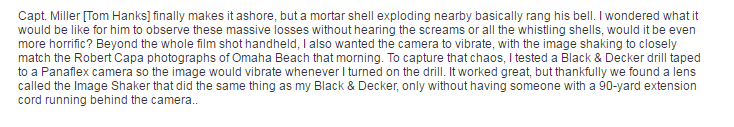 Capt. Miller [Tom Hanks] finally makes it ashore, but a mortar shell exploding nearby basically rang his bell. I wondered what it
would be like for him to observe these massive losses without hearing the screams or all the whistling shells, would it be even
more horrific? Beyond the whole film shot handheld, I also wanted the camera to vibrate, with the image shaking to closely
match the Robert Capa photographs of Omaha Beach that morning. To capture that chaos, I tested a Black & Decker drill taped
to a Panaflex camera so the image would vibrate whenever I turned on the drill. It worked great, but thankfully we found a lens
called the Image Shaker that did the same thing as my Black & Decker, only without having someone with a 90-yard extension
cord running behind the camera..